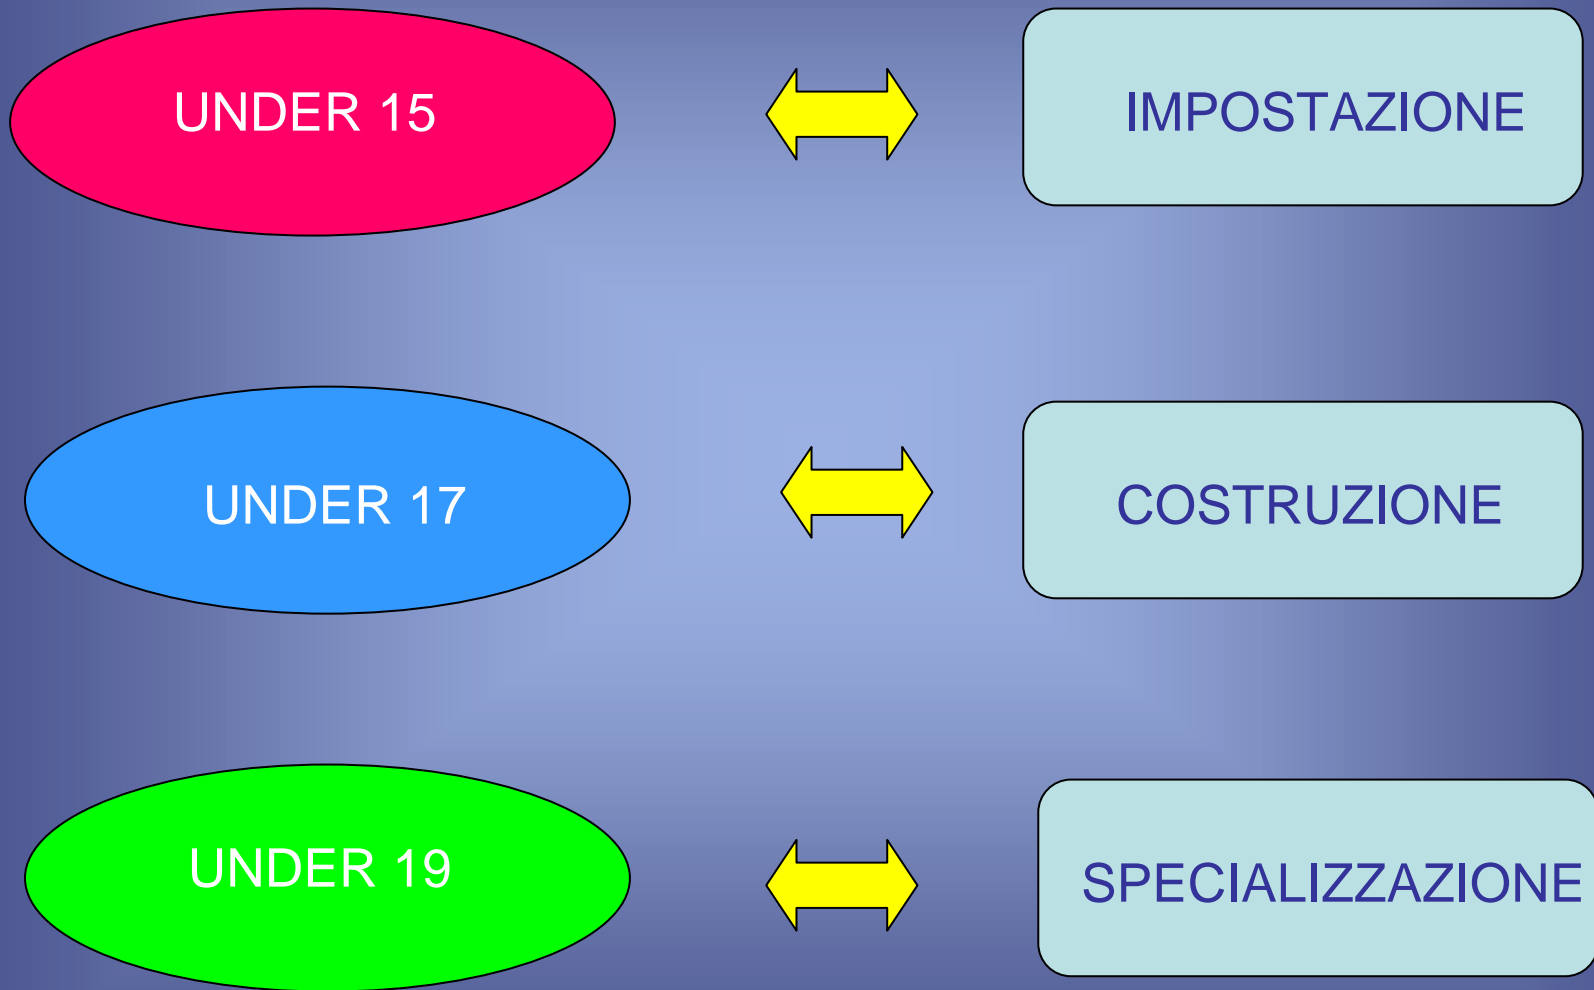 UNDER 15
IMPOSTAZIONE
UNDER 17
COSTRUZIONE
UNDER 19
SPECIALIZZAZIONE